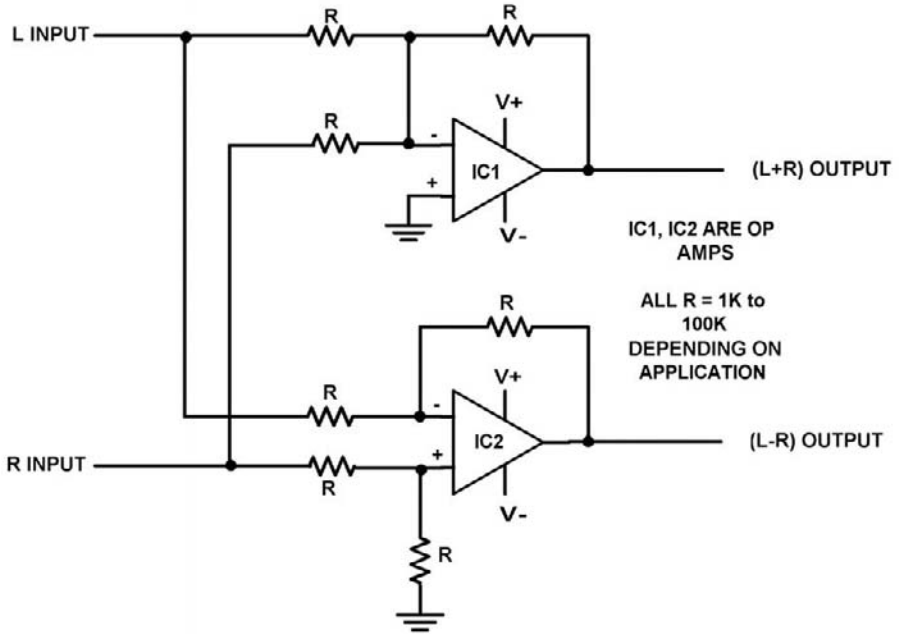 R
R
L INPUT
V+
R
-
IC1
+
(L+R) OUTPUT
V-
IC1, IC2 ARE OP
AMPS
R
ALL R = 1K to
100K
DEPENDING ON
APPLICATION
V+
R
-
IC2
(L-R) OUTPUT
R INPUT
+
R
V-
R